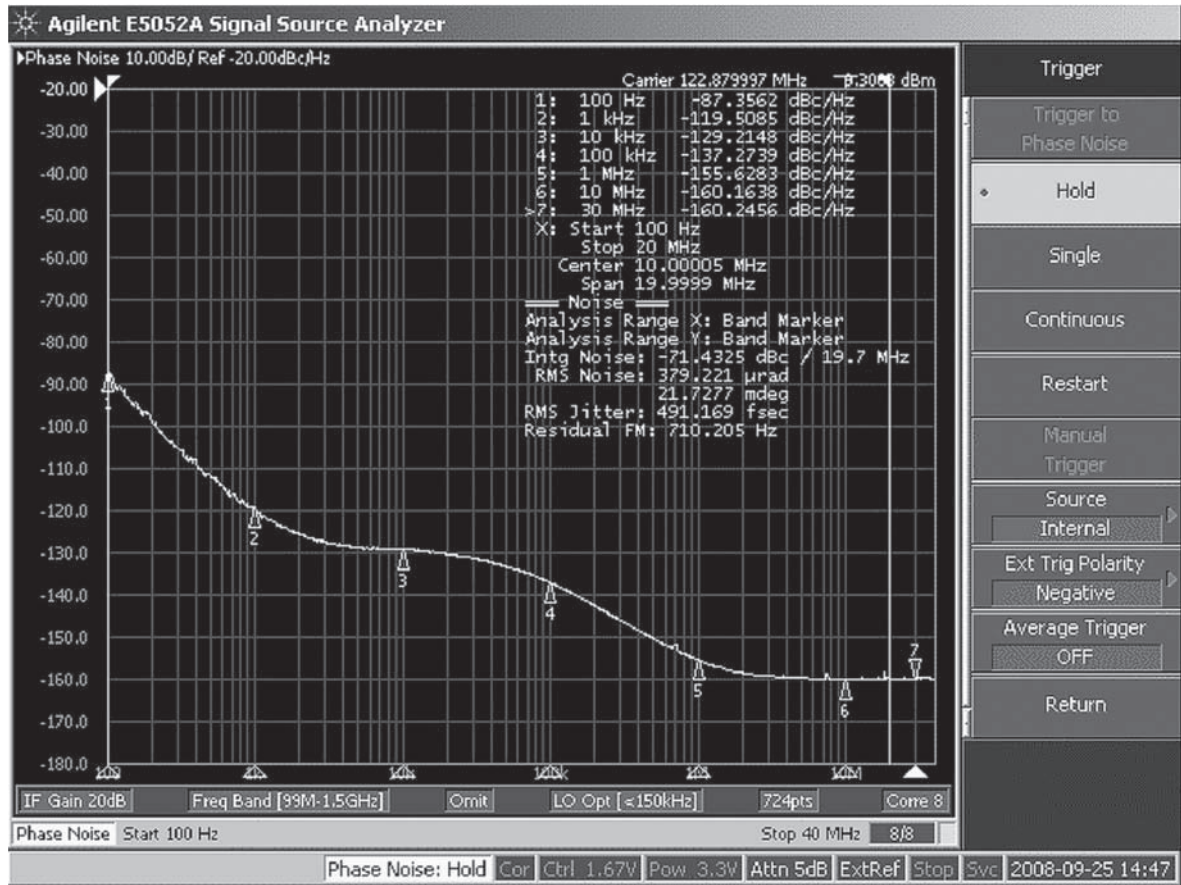 Agilent E5052A Signal Source Analyzer
Phase Noise 10.00dB/ Ref -20.00dBc/Hz
Carrier 122.879997 MHz dBm
1: 100 Hz -87.3562 dBc/Hz
2: 1 kHz -119.5085 dBc/Hz
3: 10 kHz -129.2148 dBc/Hz
4: 100 kHz -137.2739 dBc/Hz
5: 1 MHz -155.6283 dBc/Hz
6: 10 MHz -160.1638 dBc/Hz
>7: 30 MHz -160.2456 dBc/Hz
X: Start 100 Hz
Stop 20 MHz
Center 10.00005 MHz
Span 19.9999 MHz
Noise
Analysis Range X: Band Marker
Analysis Range Y: Band Marker
Intg Noise: -71.4325 dBc / 19.7 MHz
RMS Noise: 379.221 µrad
21.7277 mdeg
RMS Jitter: 491.169 fsec
Residual FM: 710.205 Hz
-20.00
-30.00
-40.00
-50.00
-60.00
-70.00
-80.00
-90.00
-100.0
-110.0
-120.0
-130.0
-140.0
-150.0
-160.0
-170.0
-180.0
1
2
3
4
5
6
7
10M
IF Gain 20dB
Freq Band [99M-1.5GHz]
Omit
LO Opt [<150kHz]
724pts
Corre 8
Phase Noise Start 100 Hz
Stop 40 MHz 8/8
Trigger
Trigger to
Phase Noise
Hold
Single
Continuous
Restart
Manual
Trigger
Source
Internal
Ext Trig Polarity
Negative
Average Trigger
OFF
Return
Phase Noise: Hold Cor Ctrl 1.67V Pow 3.3V Attn 5dB ExtRef Stop Svc 2008-09-25 14:47